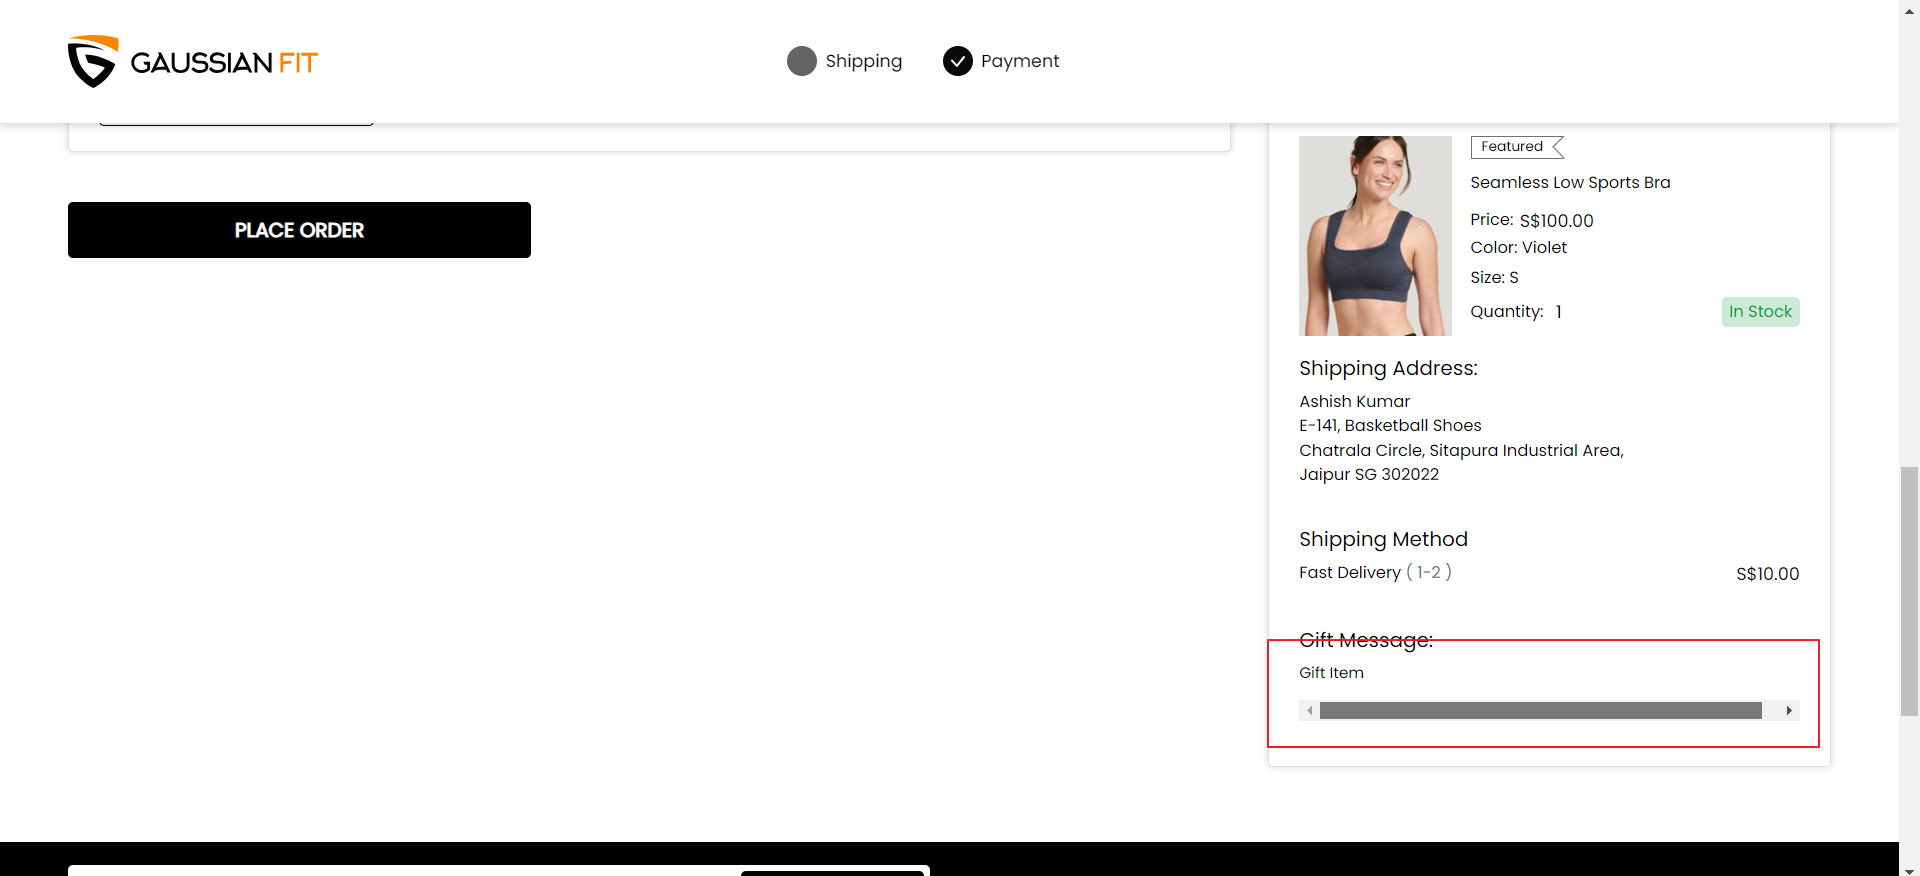 GAUSSIAN FIT
Shipping
Payment
PLACE ORDER
Featured
Seamless Low Sports Bra
Price: S$100.00
Color: Violet
Size: S
Quantity: 1
In Stock
Shipping Address:
Ashish Kumar
E-141, Basketball Shoes
Chatrala Circle, Sitapura Industrial Area,
Jaipur SG 302022
Shipping Method
Fast Delivery ( 1-2 )
S$10.00
Gift Message:
Gift Item